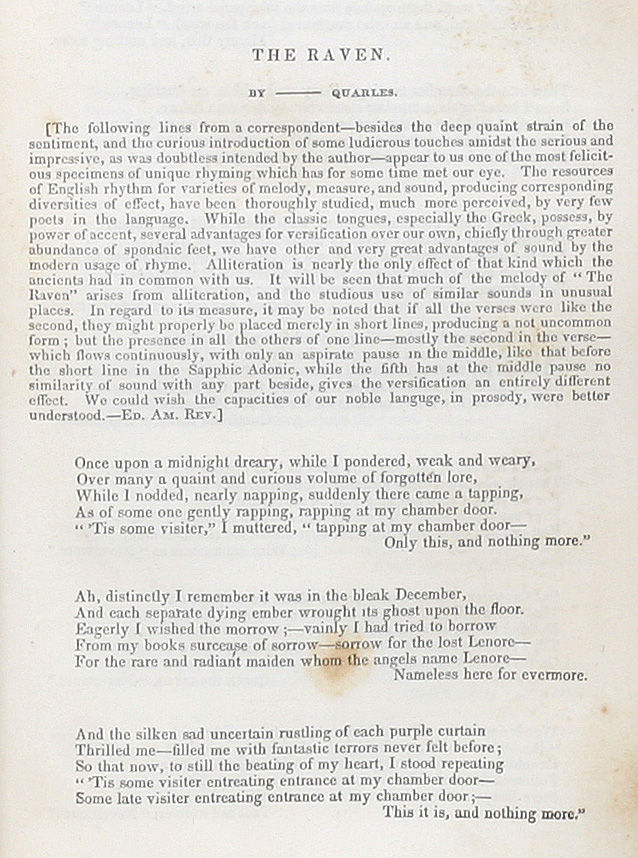 THE RAVEN.
BY ——— QUARLES.
[The following lines from a correspondent—besides the deep quaint strain of the
sentiment, and the curious introduction of some ludicrous touches amidst the serious and
impressive, as was doubtless intended by the author—appear to us one of the most felicit-
ous specimens of unique rhyming which has for some time met our eye. The resources
of English rhythm for varieties of melody, measure, and sound, producing corresponding
diversities of effect, have been thoroughly studied, much more perceived, by very few
poets in the language. While the classic tongues, especially the Greek, possess, by
power of accent, several advantages for versification over our own, chiefly through greater
abundance of spondaic feet, we have other and very great advantages of sound by the
modern usage of rhyme. Alliteration is nearly the only effect of that kind which the
ancients had in common with us. It will be seen that much of the melody of "The
Raven" arises from alliteration, and the studious use of similar sounds in unusual
places. In regard to its measure, it may be noted that if all the verses were like the
second, they might properly be placed merely in short lines, producing a not uncommon
form; but the presence in all the others of one line—mostly the second in the verse—
which flows continuously, with only an aspirate pause in the middle, like that before
the short line in the Sapphic Adonic, while the fifth has at the middle pause no
similarity of sound with any part beside, gives the versification an entirely different
effect. We could wish the capacities of our noble languge, in prosody, were better
understood.—ED. AM. REV.]
Once upon a midnight dreary, while I pondered, weak and weary,
Over many a quaint and curious volume of forgotten lore,
While I nodded, nearly napping, suddenly there came a tapping,
As of some one gently rapping, rapping at my chamber door.
"'Tis some visiter," I muttered, "tapping at my chamber door—
Only this, and nothing more."
Ah, distinctly I remember it was in the bleak December,
And each separate dying ember wrought its ghost upon the floor.
Eagerly I wished the morrow;—vainly I had tried to borrow
From my books surcease of sorrow—sorrow for the lost Lenore—
For the rare and radiant maiden whom the angels name Lenore—
Nameless here for evermore.
And the silken sad uncertain rustling of each purple curtain
Thrilled me—filled me with fantastic terrors never felt before;
So that now, to still the beating of my heart, I stood repeating
"'Tis some visiter entreating entrance at my chamber door—
Some late visiter entreating entrance at my chamber door;—
This it is, and nothing more."